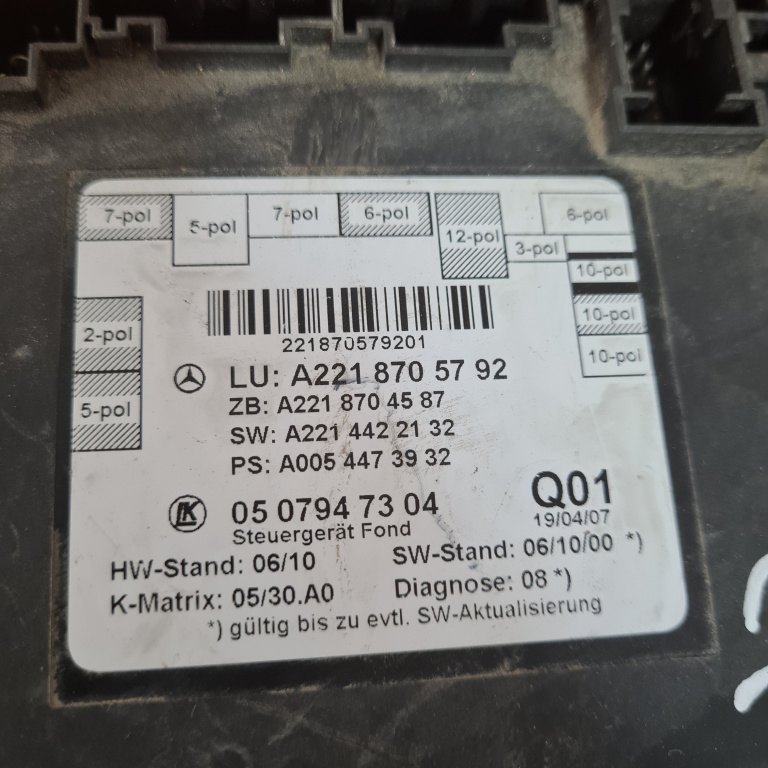 7-pol 5-pol 7-pol 6-pol 12-pol 3-pol 6-pol
10-pol
10-pol
10-pol
2-pol
5-pol
221870579201
LU: A221 870 57 92
ZB: A221 870 45 87
SW: A221 442 21 32
PS: A005 447 39 32
LK 05 0794 73 04 Q01
Steuergerät Fond 19/04/07
HW-Stand: 06/10 SW-Stand: 06/10/00 *)
K-Matrix: 05/30.A0 Diagnose: 08 *)
*) gültig bis zu evtl. SW-Aktualisierung